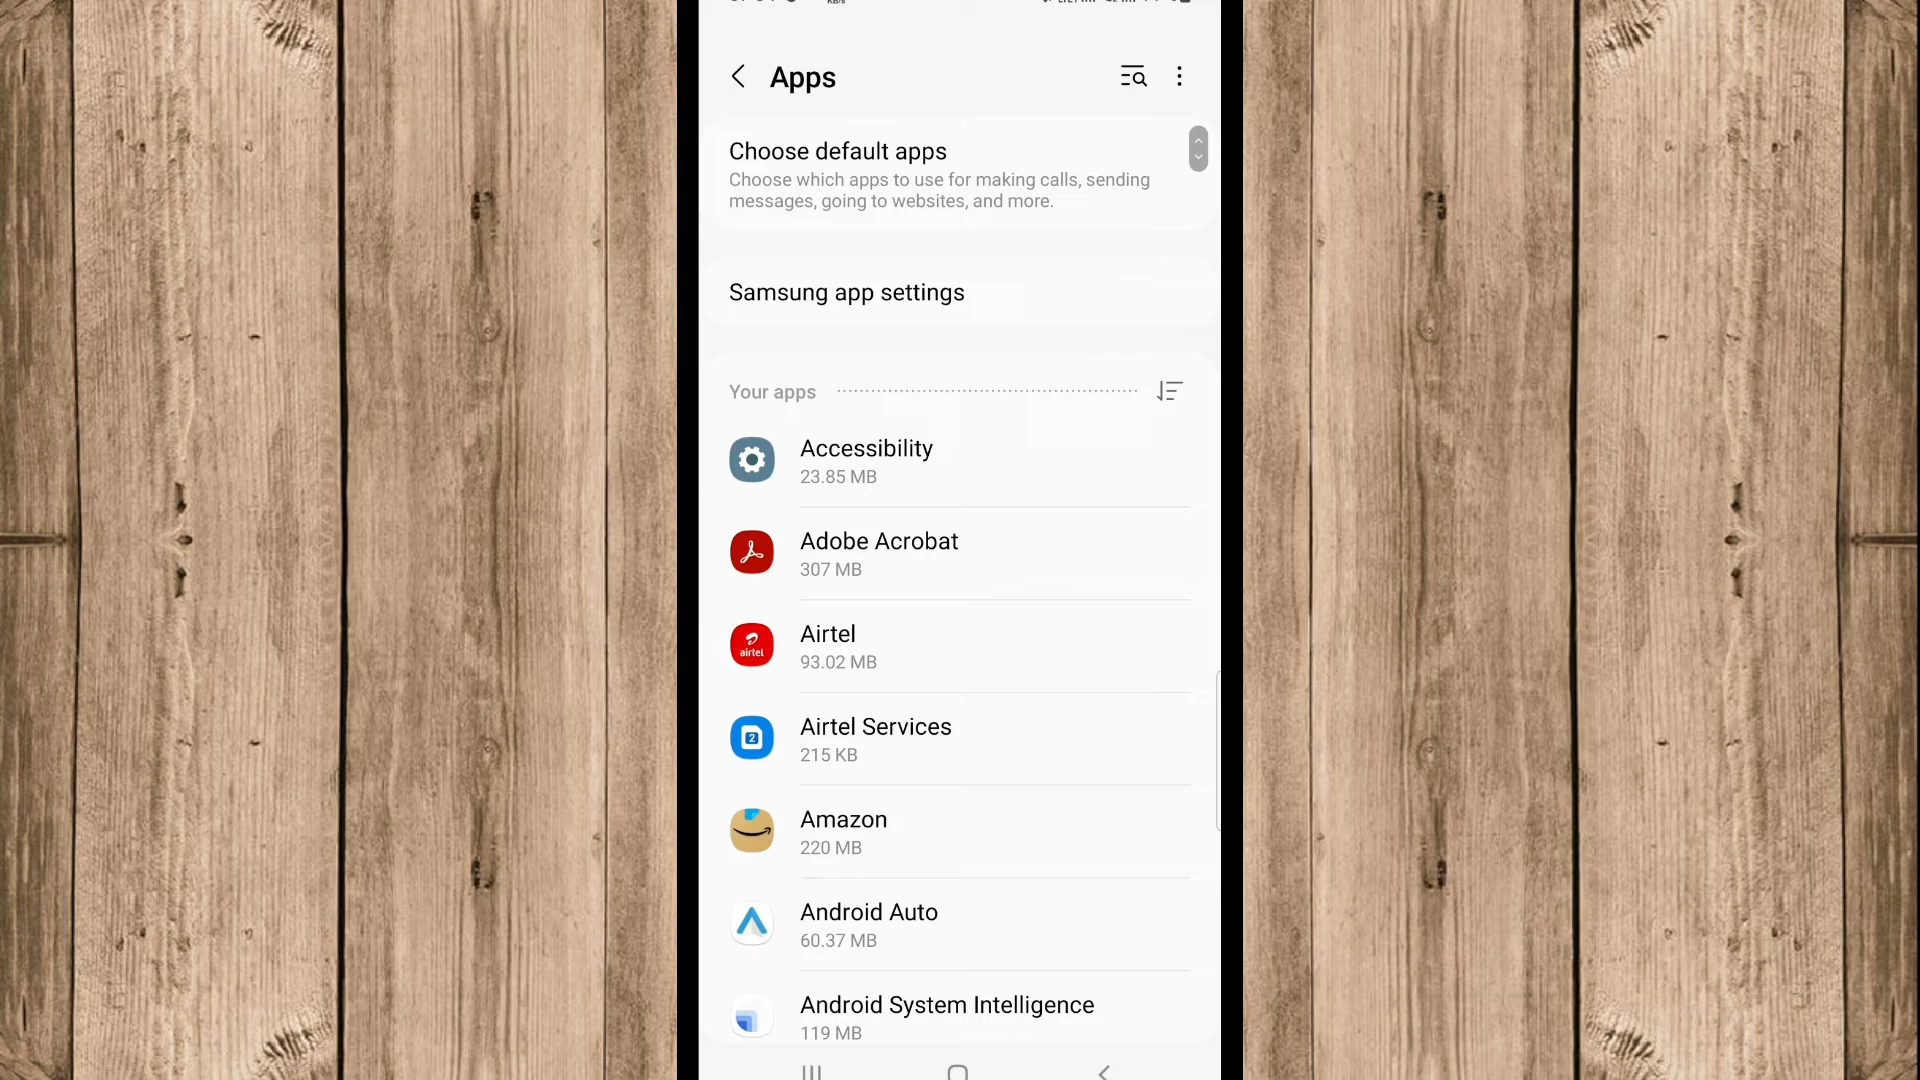 Apps
Choose default apps
Choose which apps to use for making calls, sending
messages, going to websites, and more.
Samsung app settings
Your apps
Accessibility
23.85 MB
Adobe Acrobat
307 MB
airtel
Airtel
93.02 MB
2
Airtel Services
215 KB
Amazon
220 MB
Android Auto
60.37 MB
Android System Intelligence
119 MB